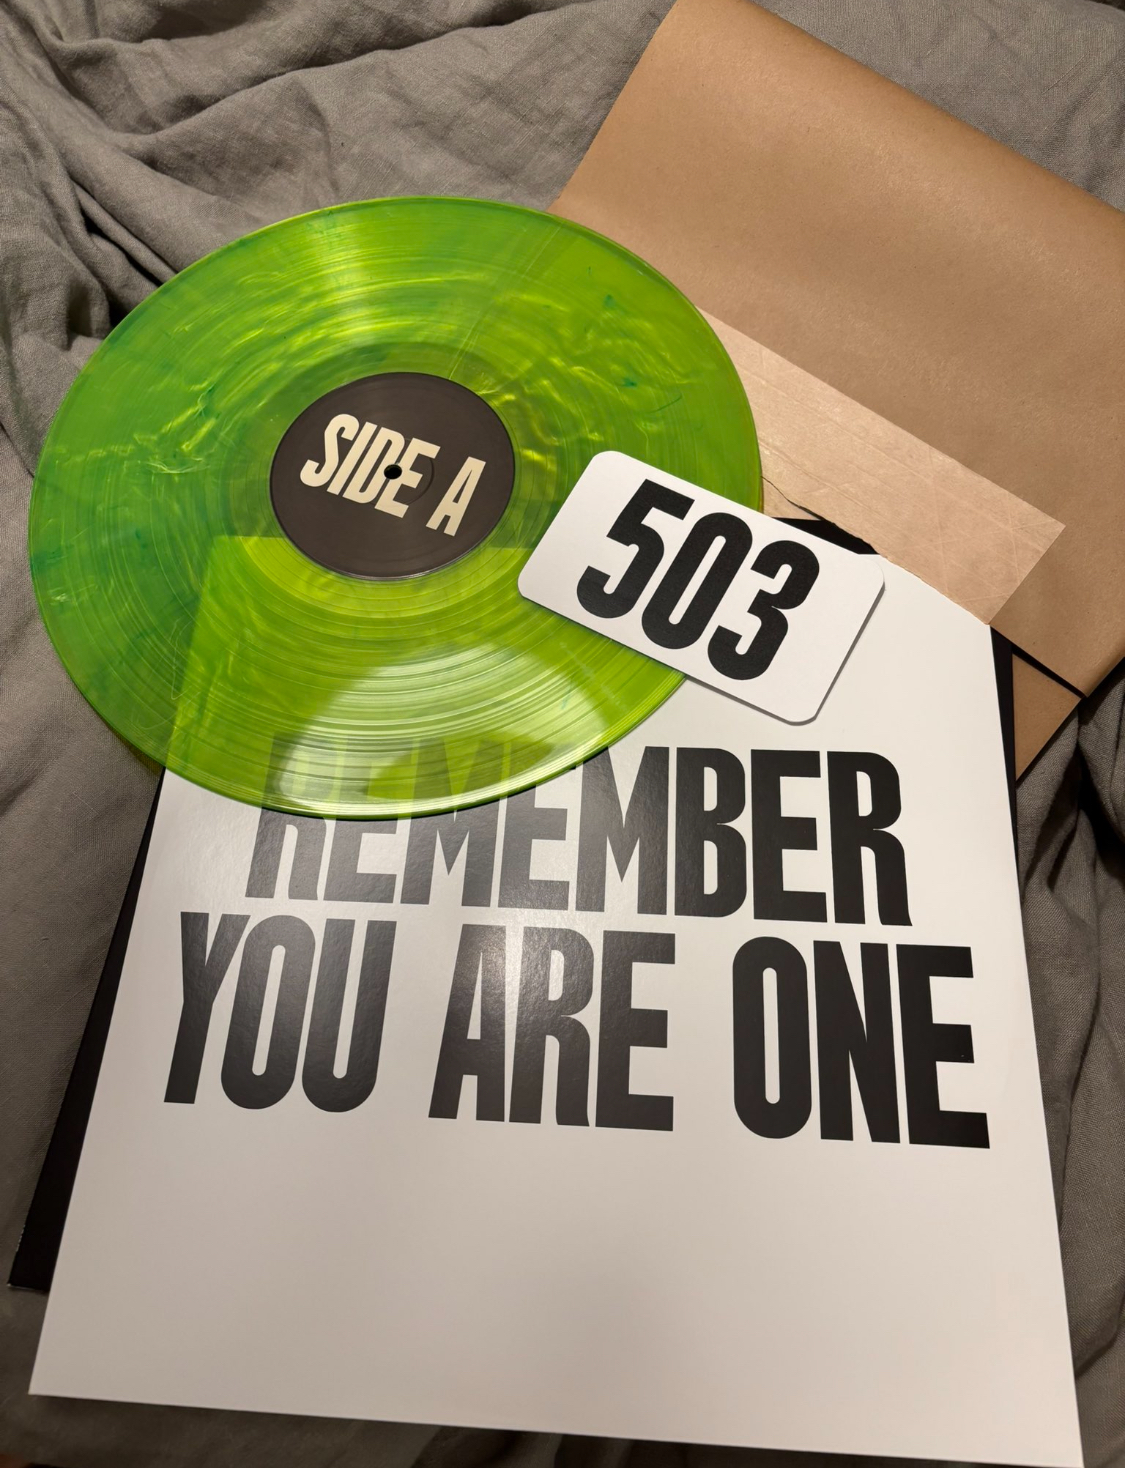 SIDE A
503
REMEMBER
YOU ARE ONE